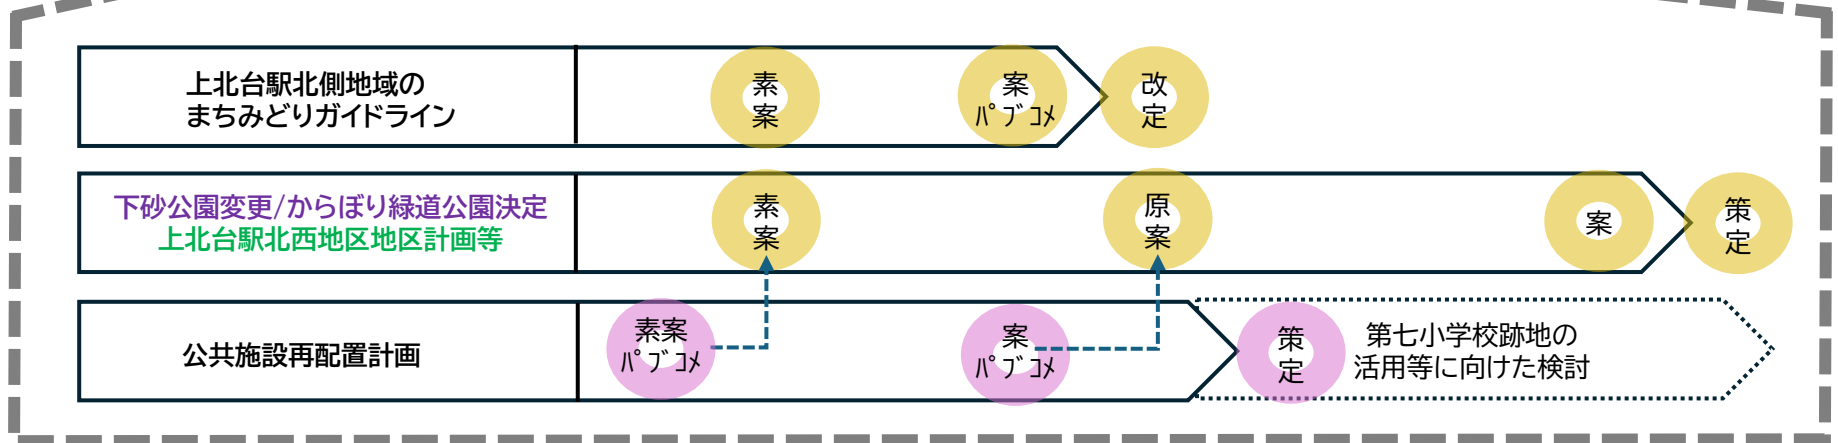 上北台駅北側地域の
まちみどりガイドライン
素
案
案
ﾊﾟﾌﾞｺﾒ
改
定
下砂公園変更/からぼり緑道公園決定
上北台駅北西地区地区計画等
素
案
原
案
案
策
定
公共施設再配置計画
素案
ﾊﾟﾌﾞｺﾒ
案
ﾊﾟﾌﾞｺﾒ
策
定
第七小学校跡地の
活用等に向けた検討